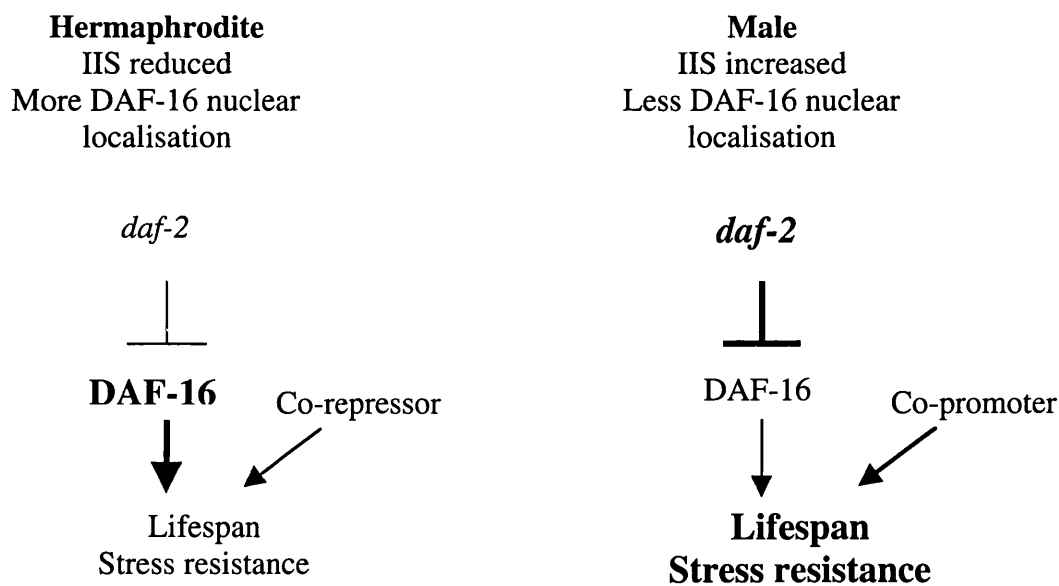 Hermaphrodite
IIS reduced
More DAF-16 nuclear
localisation
daf-2
DAF-16
Co-repressor
Lifespan
Stress resistance
Male
IIS increased
Less DAF-16 nuclear
localisation
daf-2
DAF-16
Co-promoter
Lifespan
Stress resistance